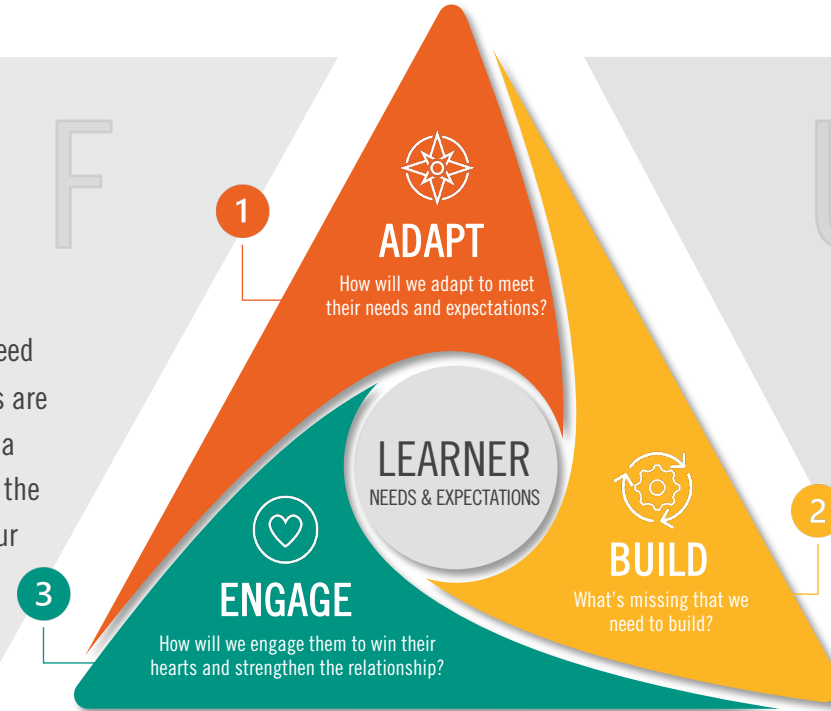 F
1
ADAPT
How will we adapt to meet
their needs and expectations?
are
a
the
LEARNER
NEEDS & EXPECTATIONS
2
BUILD
What's missing that we
need to build?
3
ENGAGE
How will we engage them to win their
hearts and strengthen the relationship?